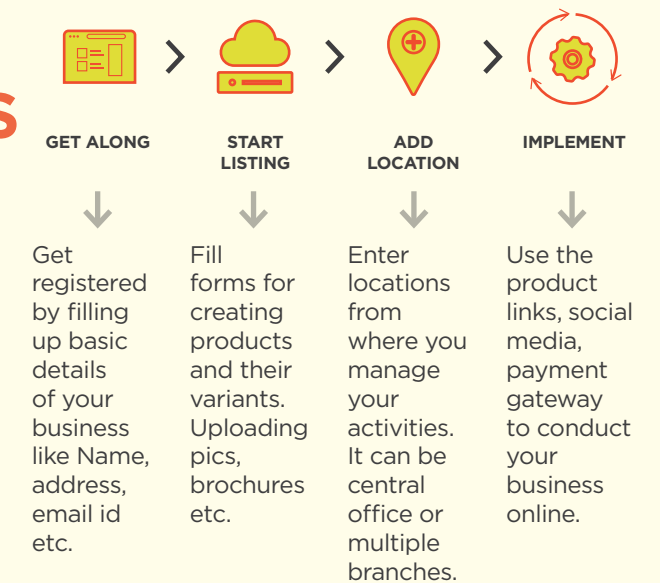 S
GET ALONG
START
LISTING
ADD
LOCATION
IMPLEMENT
Get
registered
by filling
up basic
details
of your
business
like Name,
address,
email id
etc.
Fill
forms for
creating
products
and their
variants.
Uploading
pics,
brochures
etc.
Enter
locations
from
where you
manage
your
activities.
It can be
central
office or
multiple
branches.
Use the
product
links, social
media,
payment
gateway
to conduct
your
business
online.